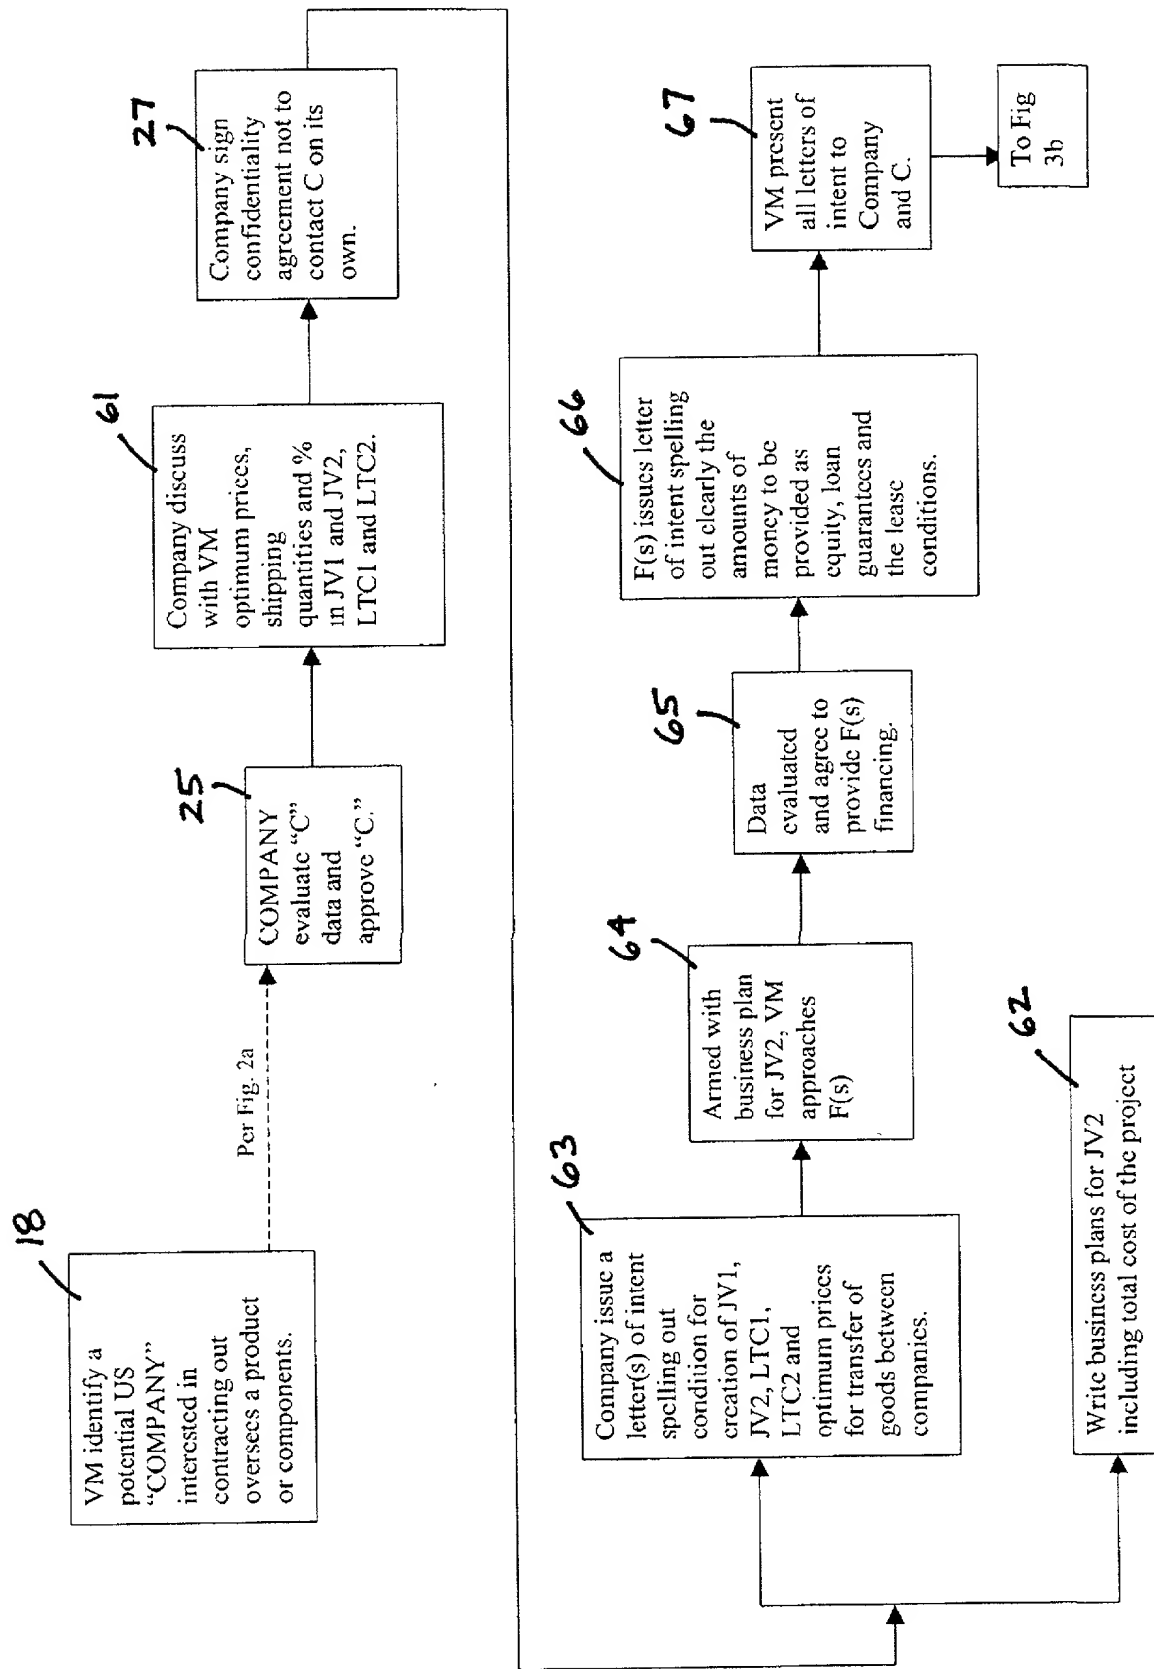 18
VM identify a
potential US
“COMPANY”
interested in
contracting out
oversees a product
or components.
Per Fig. 2a
25
COMPANY
evaluate “C”
data and
approve “C.”
61
Company discuss
with VM
optimum prices,
shipping
quantities and %
in JV1 and JV2,
LTC1 and LTC2.
27
Company sign
confidentiality
agreement not to
contact C on its
own.
63
Company issue a
letter(s) of intent
spelling out
condition for
creation of JV1,
JV2, LTC1,
LTC2 and
optimum prices
for transfer of
goods between
companies.
62
Write business plans for JV2
including total cost of the project
64
Armed with
business plan
for JV2, VM
approaches
F(s)
65
Data
evaluated
and agree to
provide F(s)
financing.
66
F(s) issues letter
of intent spelling
out clearly the
amounts of
money to be
provided as
equity, loan
guarantees and
the lease
conditions.
67
VM present
all letters of
intent to
Company
and C.
To Fig
3b